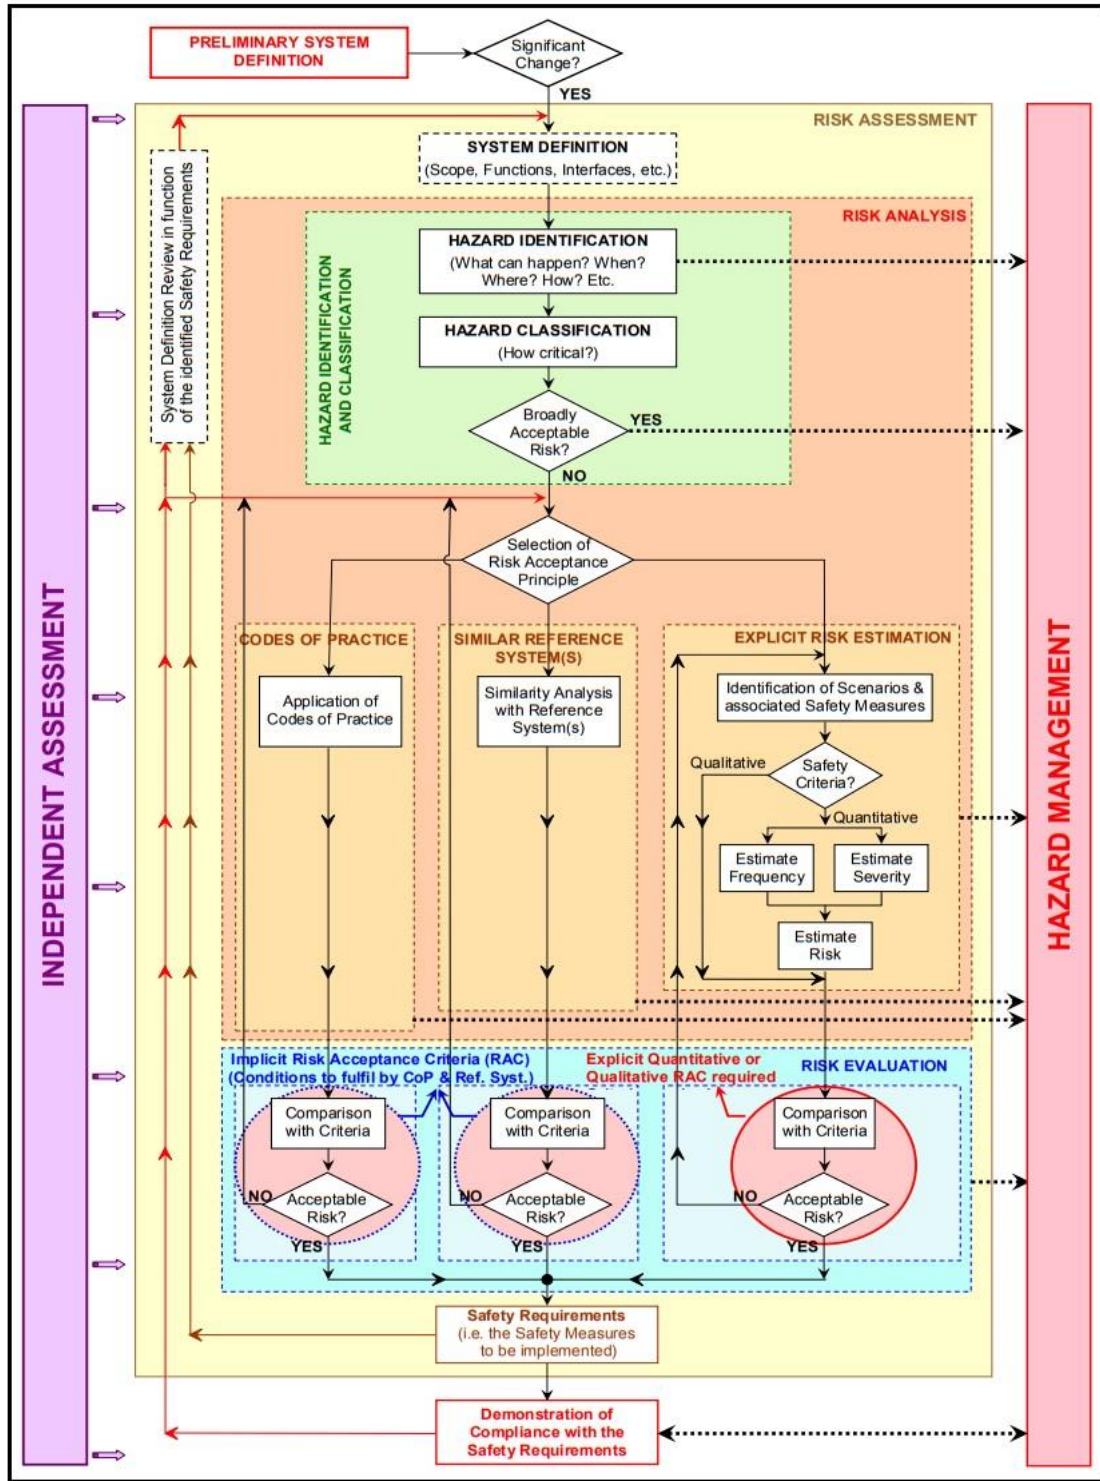 PRELIMINARY SYSTEM
DEFINITION
Significant
Change?
YES
RISK ASSESSMENT
SYSTEM DEFINITION
(Scope, Functions, Interfaces, etc.)
System Definition Review in function
of the identified Safety Requirements
RISK ANALYSIS
HAZARD IDENTIFICATION
AND CLASSIFICATION
HAZARD IDENTIFICATION
(What can happen? When?
Where? How? Etc.
HAZARD CLASSIFICATION
(How critical?)
Broadly
Acceptable
Risk?
YES
NO
Selection of
Risk Acceptance
Principle
INDEPENDENT ASSESSMENT
HAZARD MANAGEMENT
CODES OF PRACTICE
Application of
Codes of Practice
SIMILAR REFERENCE
SYSTEM(S)
Similarity Analysis
with Reference
System(s)
EXPLICIT RISK ESTIMATION
Identification of Scenarios &
associated Safety Measures
Qualitative
Safety
Criteria?
Quantitative
Estimate
Frequency
Estimate
Severity
Estimate
Risk
Implicit Risk Acceptance Criteria (RAC)
(Conditions to fulfil by CoP & Ref. Syst.)
Explicit Quantitative or
Qualitative RAC required
RISK EVALUATION
Comparison
with Criteria
NO
Acceptable
Risk?
YES
Comparison
with Criteria
NO
Acceptable
Risk?
YES
Comparison
with Criteria
NO
Acceptable
Risk?
YES
Safety Requirements
(i.e. the Safety Measures
to be implemented)
Demonstration of
Compliance with the
Safety Requirements